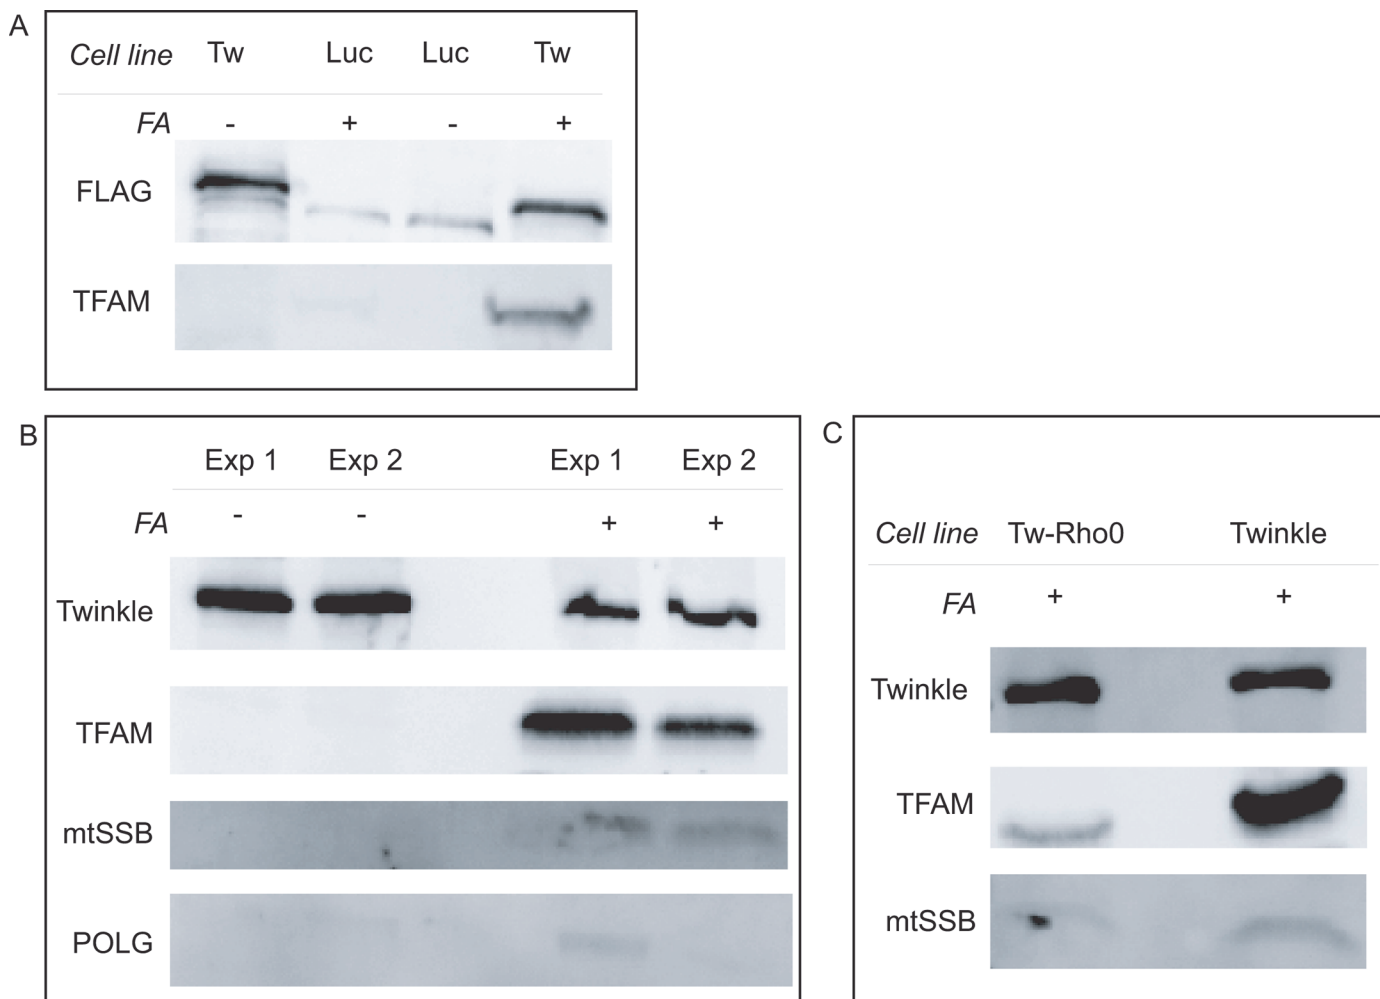 A
Cell line Tw Luc Luc Tw
FA - + - +
FLAG
TFAM
B
Exp 1 Exp 2 Exp 1 Exp 2
FA - - + +
Twinkle
TFAM
mtSSB
POLG
C
Cell line Tw-Rho0 Twinkle
FA + +
Twinkle
TFAM
mtSSB